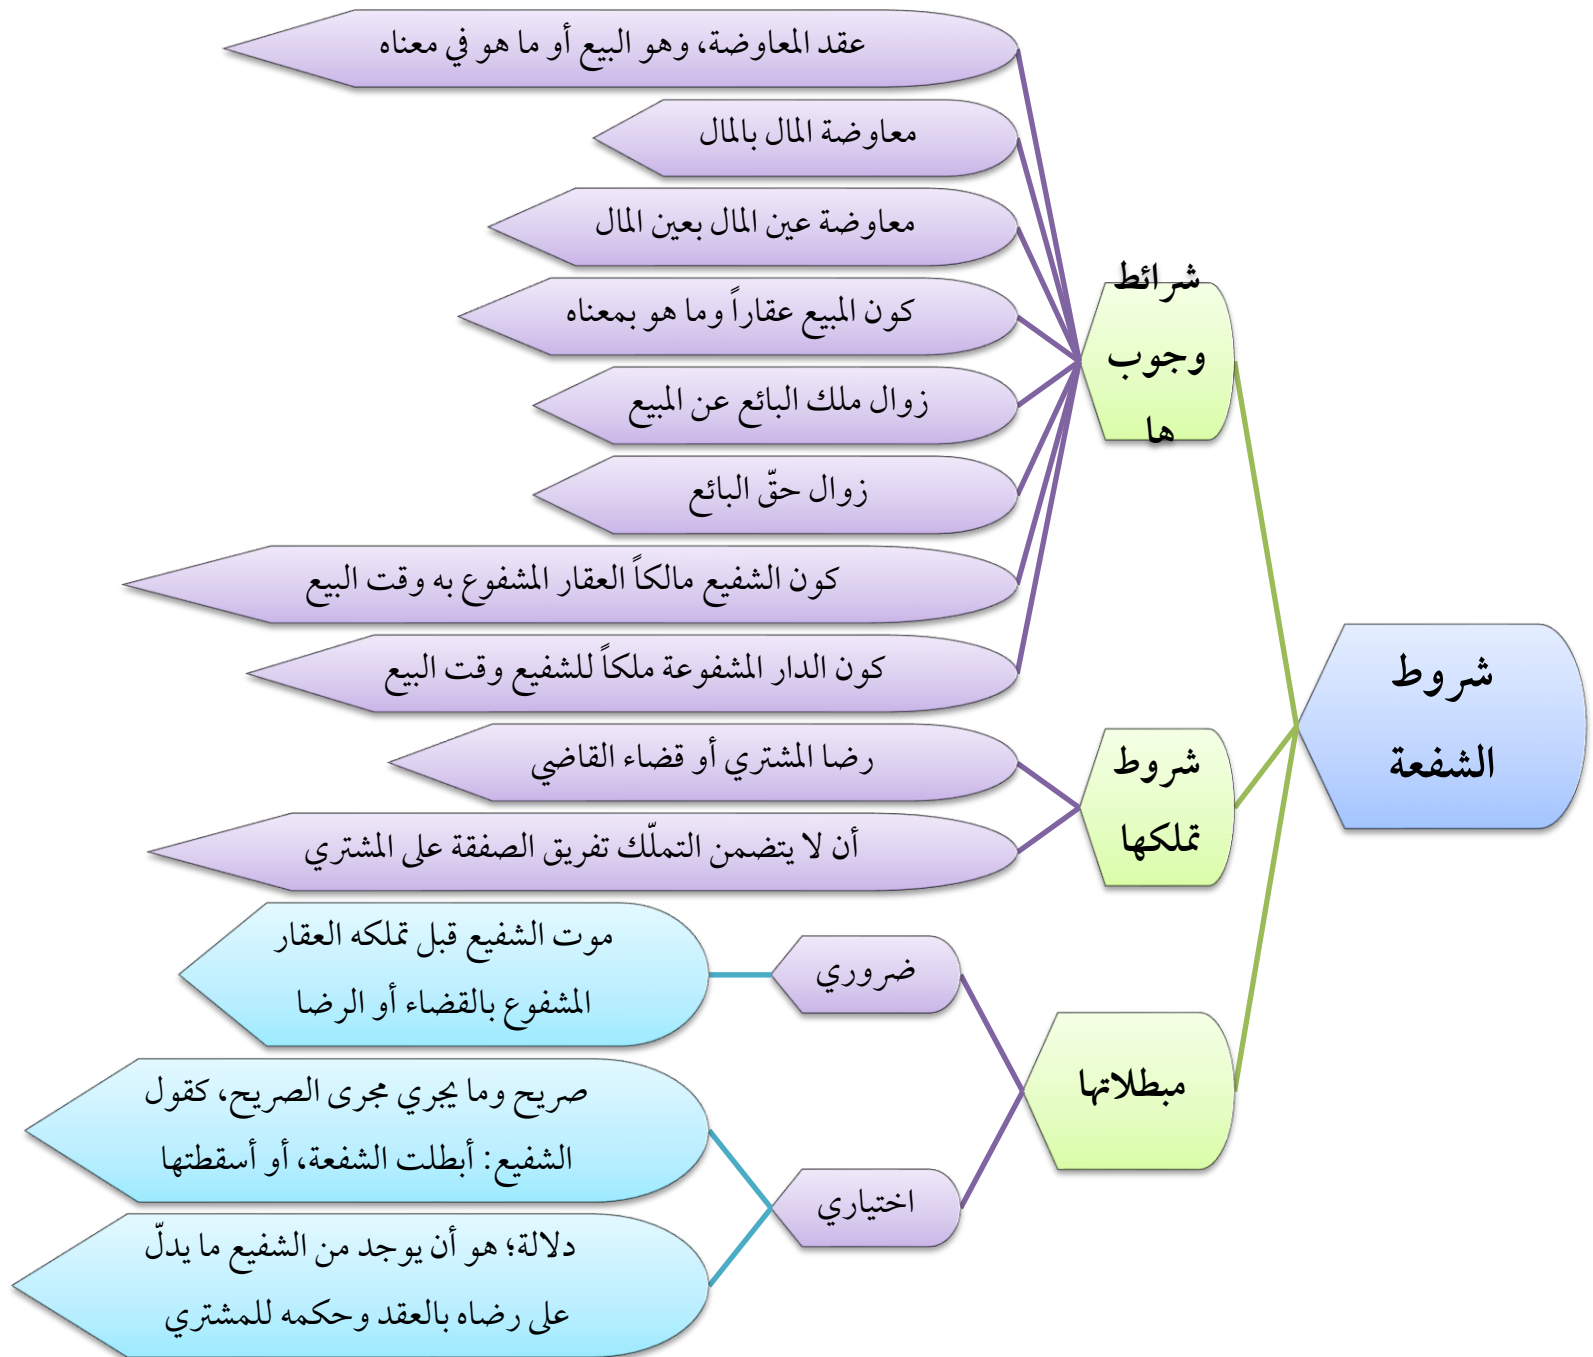 شروط
الشفعة
شرائط
وجوب
ها
عقد المعاوضة، وهو البيع أو ما هو في معناه
معاوضة المال بالمال
معاوضة عين المال بعين المال
كون المبيع عقاراً وما هو بمعناه
زوال ملك البائع عن المبيع
زوال حقّ البائع
كون الشفيع مالكاً العقار المشفوع به وقت البيع
كون الدار المشفوعة ملكاً للشفيع وقت البيع
شروط
تملكها
رضا المشتري أو قضاء القاضي
أن لا يتضمن التملّك تفريق الصفقة على المشتري
مبطلاتها
ضروري
موت الشفيع قبل تملكه العقار
المشفوع بالقضاء أو الرضا
اختياري
صريح وما يجري مجرى الصريح، كقول
الشفيع: أبطلت الشفعة، أو أسقطتها
دلالة؛ هو أن يوجد من الشفيع ما يدلّ
على رضاه بالعقد وحكمه للمشتري